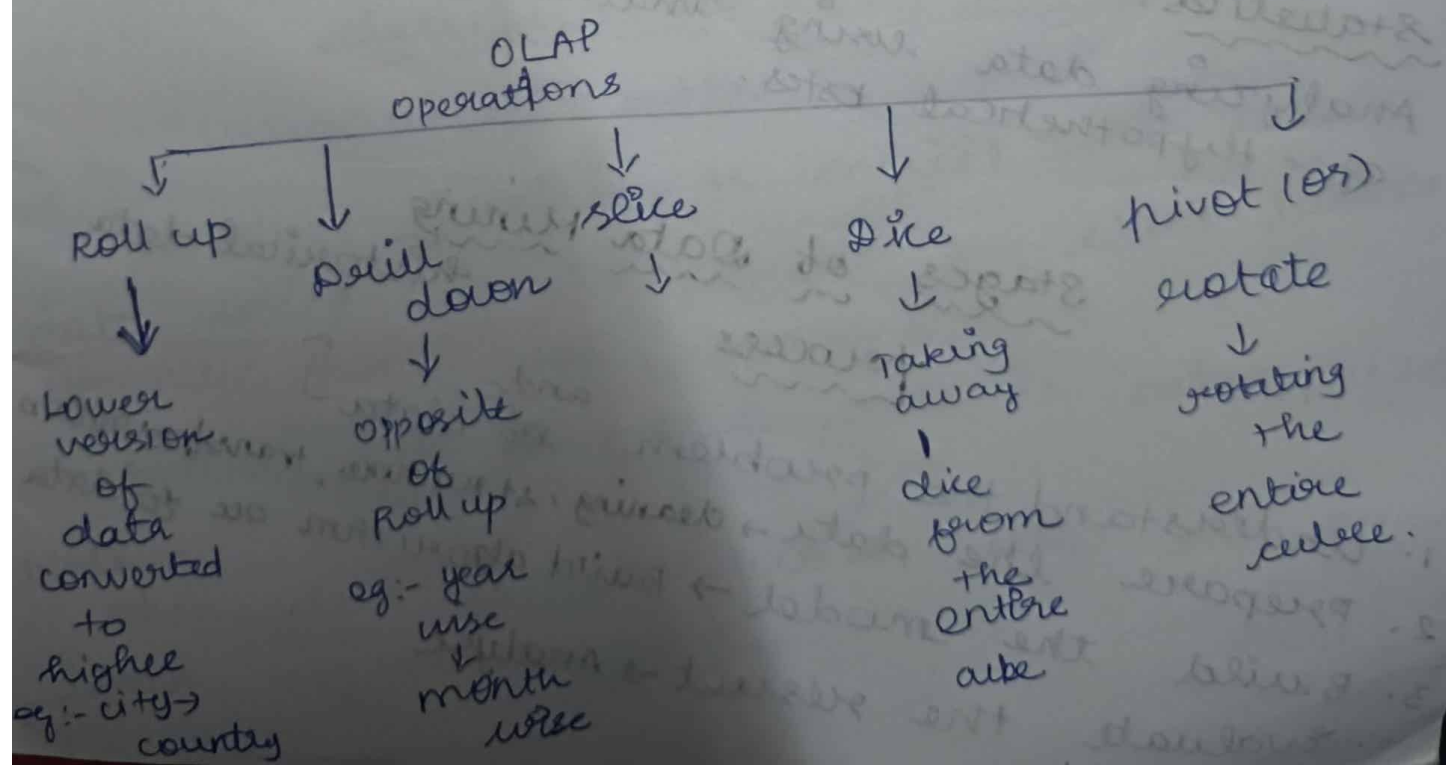 OLAP
operations
Roll up
Lower
version
of
data
converted
to
higher
eg:- city→
country
Drill
down
opposite
of
Roll up
eg:- year
wise
↓
month
wise
slice
Dice
Taking
away
dice
from
the
entire
cube
pivot (or)
rotate
rotating
the
entire
cube.